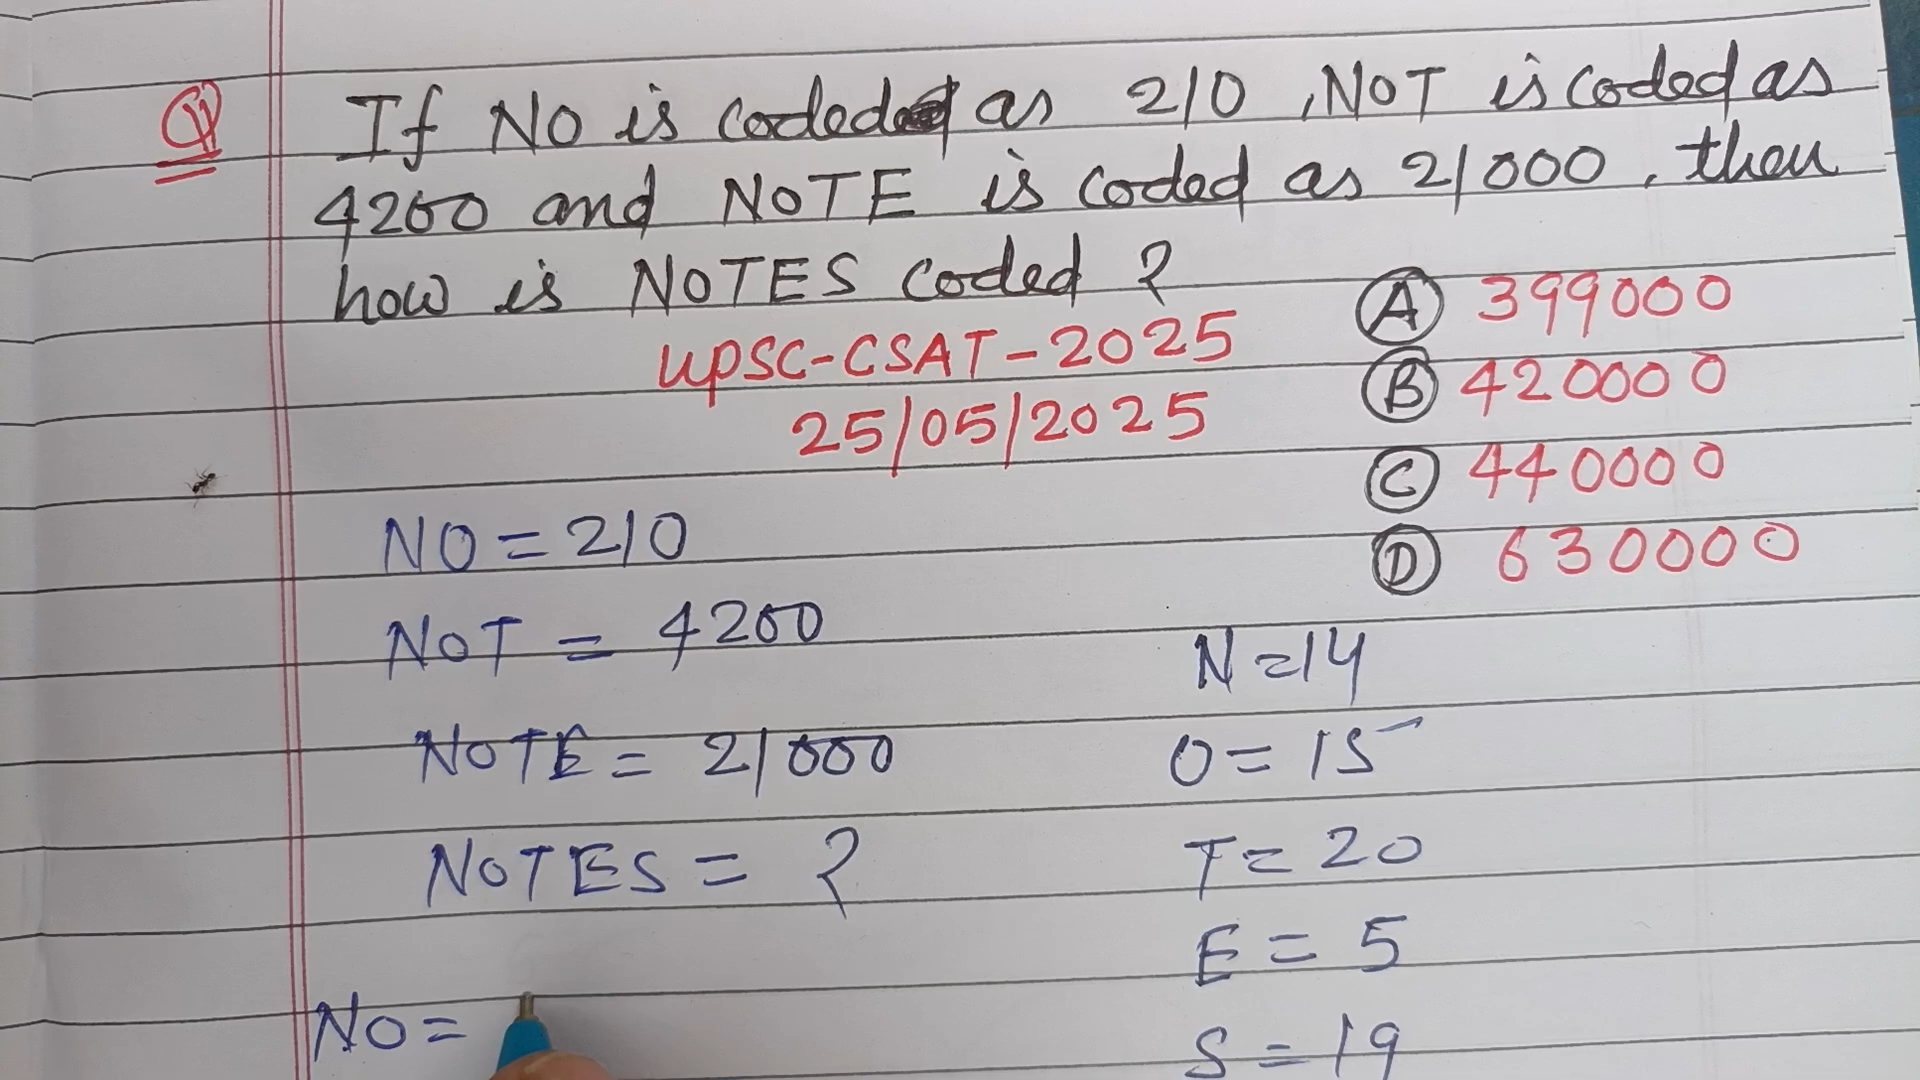 Q If NO is coded as 210, NOT is coded as
4200 and NOTE is coded as 21000, then
how is NOTES coded ?
UPSC-CSAT-2025
25/05/2025
A 399000
B 420000
C 440000
D 630000
NO = 210
NOT = 4200
NOTE = 21000
NOTES = ?
NO =
N = 14
O = 15
T = 20
E = 5
S = 19